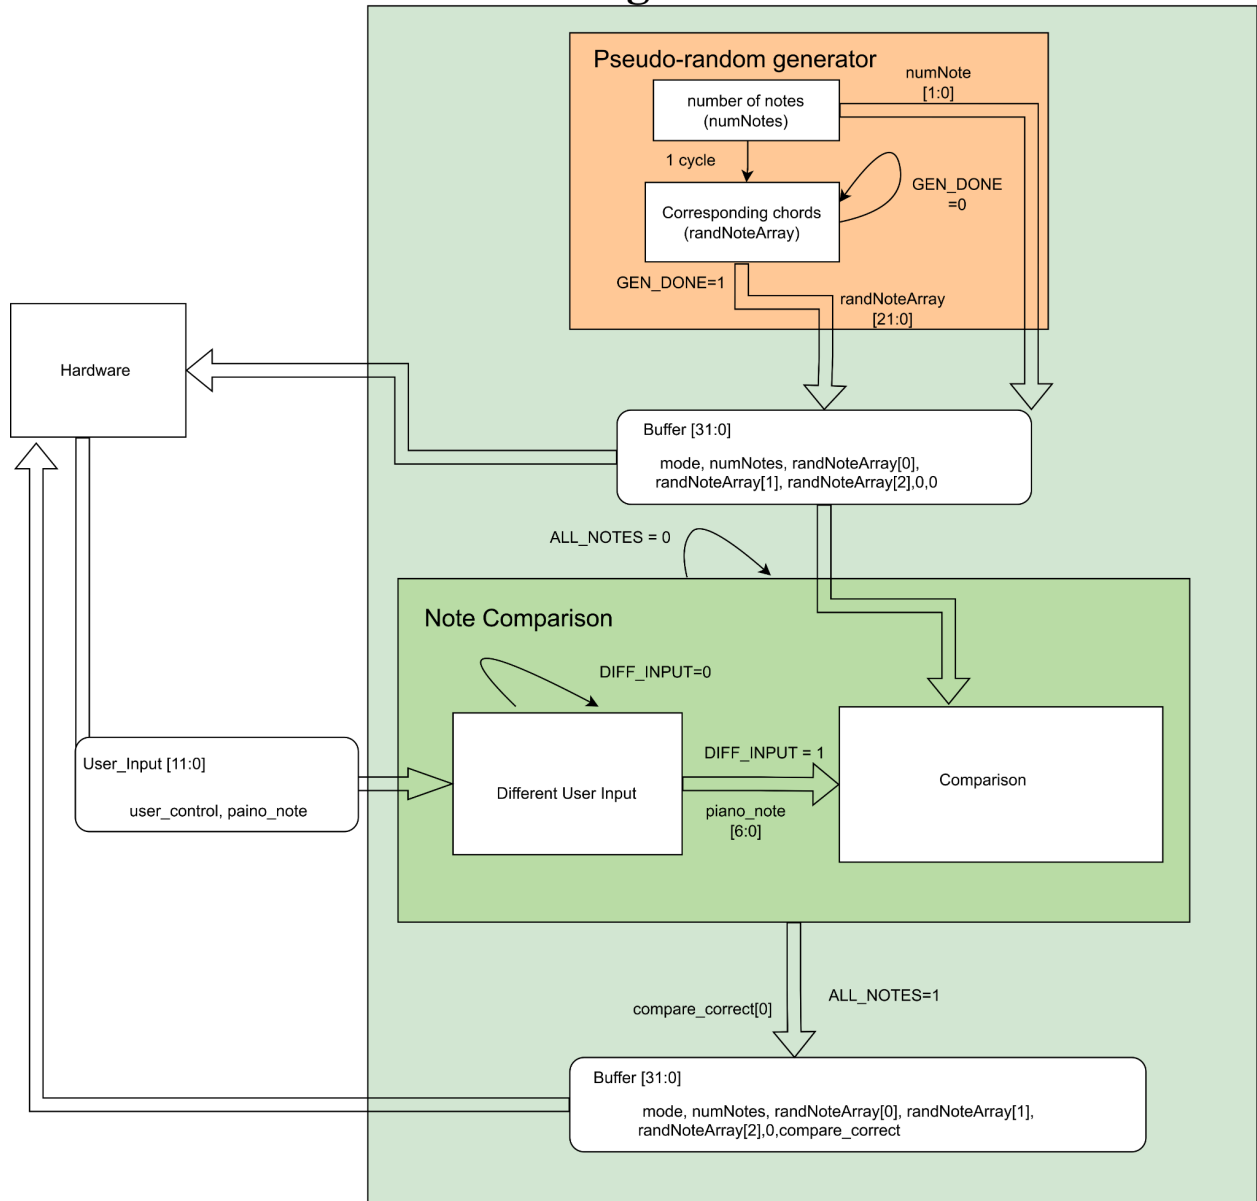 Pseudo-random generator
numNote
[1:0]
number of notes
(numNotes)
1 cycle
GEN_DONE
=0
Corresponding chords
(randNoteArray)
GEN_DONE=1
randNoteArray
[21:0]
Hardware
Buffer [31:0]
mode, numNotes, randNoteArray[0],
randNoteArray[1], randNoteArray[2],0,0
ALL_NOTES = 0
Note Comparison
DIFF_INPUT=0
User_Input [11:0]
user_control, paino_note
Different User Input
DIFF_INPUT = 1
piano_note
[6:0]
Comparison
compare_correct[0]
ALL_NOTES=1
Buffer [31:0]
mode, numNotes, randNoteArray[0], randNoteArray[1],
randNoteArray[2],0,compare_correct